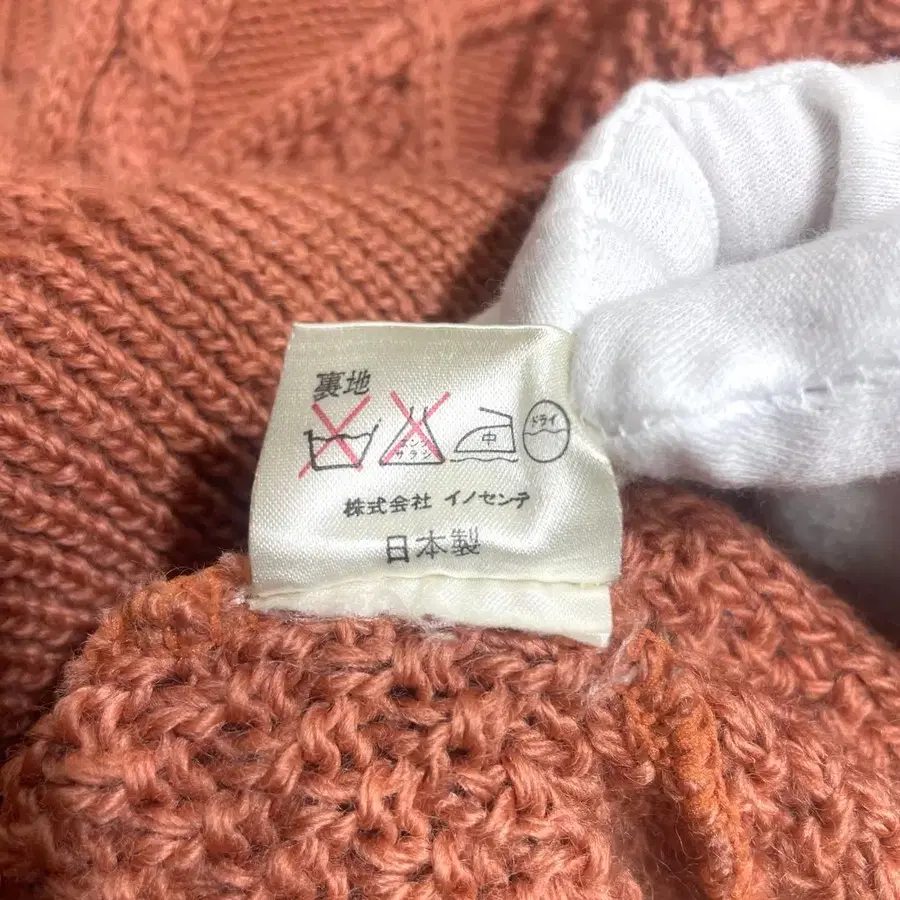 裏地
エンソ サラシ 中 ドライ
株式会社 イノセンテ
日本製